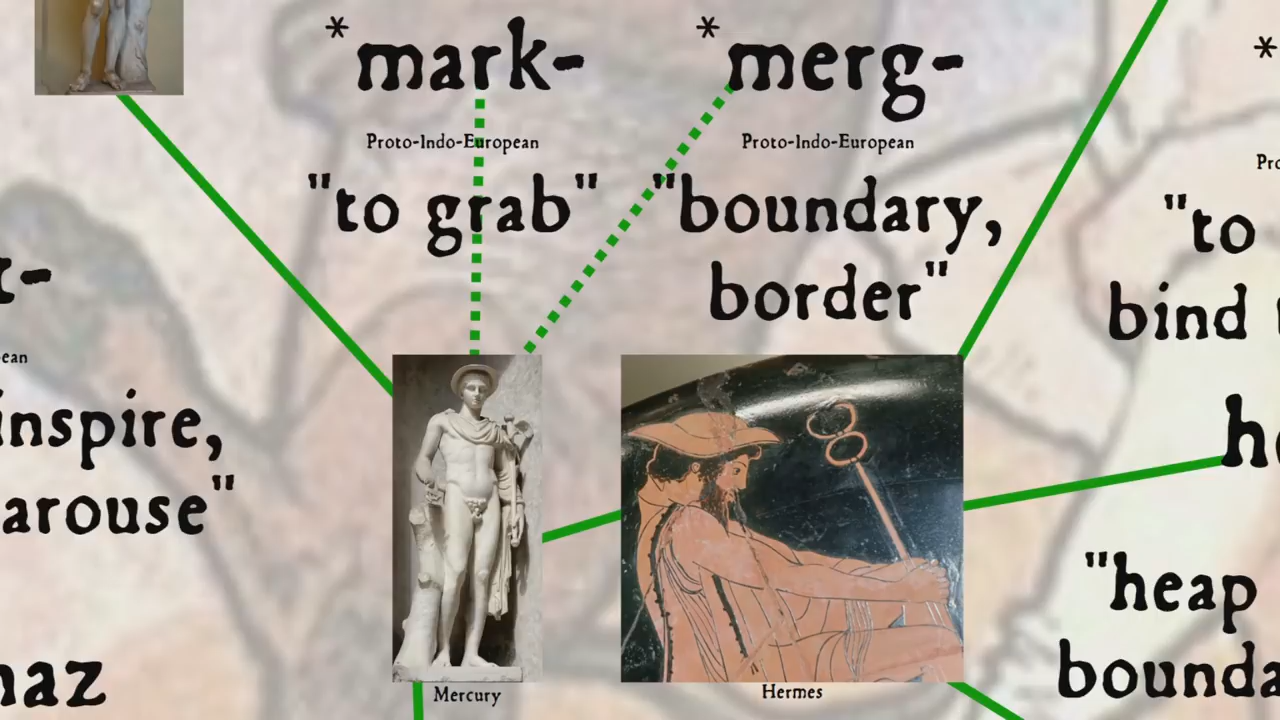 *mark-
Proto-Indo-European
"to grab"
*merg-
Proto-Indo-European
"boundary,
border"
*
"to
bind
inspire,
arouse"
"heap
Mercury
Hermes